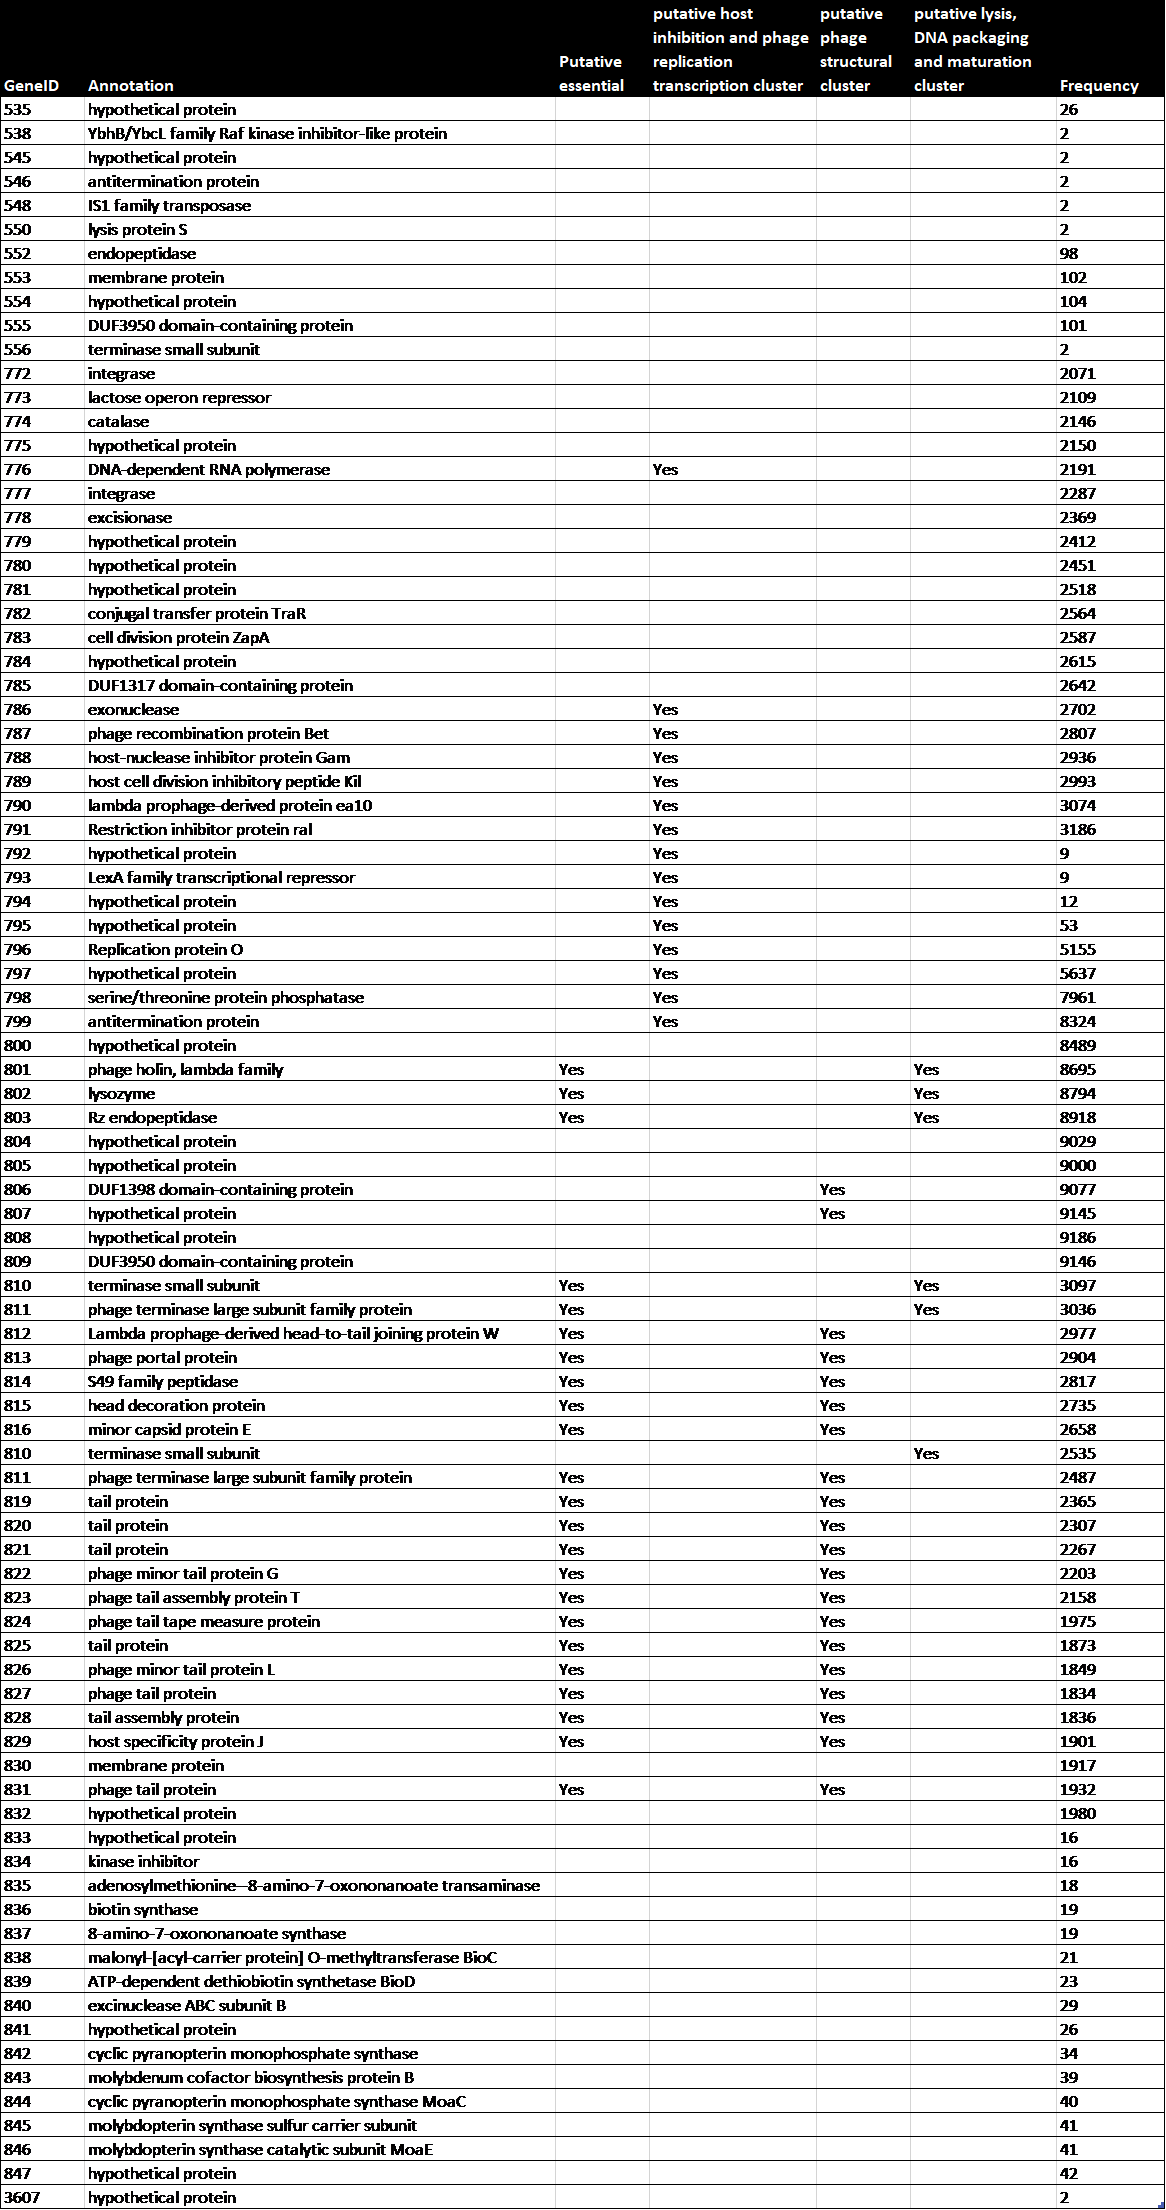 GeneID Annotation Putative essential putative host inhibition and phage replication transcription cluster putative phage structural cluster putative lysis, DNA packaging and maturation cluster Frequency
535 hypothetical protein 26
538 YbhB/YbcL family Raf kinase inhibitor-like protein 2
545 hypothetical protein 2
546 antitermination protein 2
548 IS1 family transposase 2
550 lysis protein S 2
552 endopeptidase 98
553 membrane protein 102
554 hypothetical protein 104
555 DUF3950 domain-containing protein 101
556 terminase small subunit 2
772 integrase 2071
773 lactose operon repressor 2109
774 catalase 2146
775 hypothetical protein 2150
776 DNA-dependent RNA polymerase Yes 2191
777 integrase 2287
778 excisionase 2369
779 hypothetical protein 2412
780 hypothetical protein 2451
781 hypothetical protein 2518
782 conjugal transfer protein TraR 2564
783 cell division protein ZapA 2587
784 hypothetical protein 2615
785 DUF1317 domain-containing protein 2642
786 exonuclease Yes 2702
787 phage recombination protein Bet Yes 2807
788 host-nuclease inhibitor protein Gam Yes 2936
789 host cell division inhibitory peptide Kil Yes 2993
790 lambda prophage-derived protein ea10 Yes 3074
791 Restriction inhibitor protein ral Yes 3186
792 hypothetical protein Yes 9
793 LexA family transcriptional repressor Yes 9
794 hypothetical protein Yes 12
795 hypothetical protein Yes 53
796 Replication protein O Yes 5155
797 hypothetical protein Yes 5637
798 serine/threonine protein phosphatase Yes 7961
799 antitermination protein Yes 8324
800 hypothetical protein 8489
801 phage holin, lambda family Yes Yes 8695
802 lysozyme Yes Yes 8794
803 Rz endopeptidase Yes Yes 8918
804 hypothetical protein 9029
805 hypothetical protein 9000
806 DUF1398 domain-containing protein Yes 9077
807 hypothetical protein Yes 9145
808 hypothetical protein 9186
809 DUF3950 domain-containing protein 9146
810 terminase small subunit Yes Yes 3097
811 phage terminase large subunit family protein Yes Yes 3036
812 Lambda prophage-derived head-to-tail joining protein W Yes Yes 2977
813 phage portal protein Yes Yes 2904
814 S49 family peptidase Yes Yes 2817
815 head decoration protein Yes Yes 2735
816 minor capsid protein E Yes Yes 2658
810 terminase small subunit Yes 2535
811 phage terminase large subunit family protein Yes Yes 2487
819 tail protein Yes Yes 2365
820 tail protein Yes Yes 2307
821 tail protein Yes Yes 2267
822 phage minor tail protein G Yes Yes 2203
823 phage tail assembly protein T Yes Yes 2158
824 phage tail tape measure protein Yes Yes 1975
825 tail protein Yes Yes 1873
826 phage minor tail protein L Yes Yes 1849
827 phage tail protein Yes Yes 1834
828 tail assembly protein Yes Yes 1836
829 host specificity protein J Yes Yes 1901
830 membrane protein 1917
831 phage tail protein Yes Yes 1932
832 hypothetical protein 1980
833 hypothetical protein 16
834 kinase inhibitor 16
835 adenosylmethionine--8-amino-7-oxononanoate transaminase 18
836 biotin synthase 19
837 8-amino-7-oxononanoate synthase 19
838 malonyl-[acyl-carrier protein] O-methyltransferase BioC 21
839 ATP-dependent dethiobiotin synthetase BioD 23
840 excinuclease ABC subunit B 29
841 hypothetical protein 26
842 cyclic pyranopterin monophosphate synthase 34
843 molybdenum cofactor biosynthesis protein B 39
844 cyclic pyranopterin monophosphate synthase MoaC 40
845 molybdopterin synthase sulfur carrier subunit 41
846 molybdopterin synthase catalytic subunit MoaE 41
847 hypothetical protein 42
3607 hypothetical protein 2